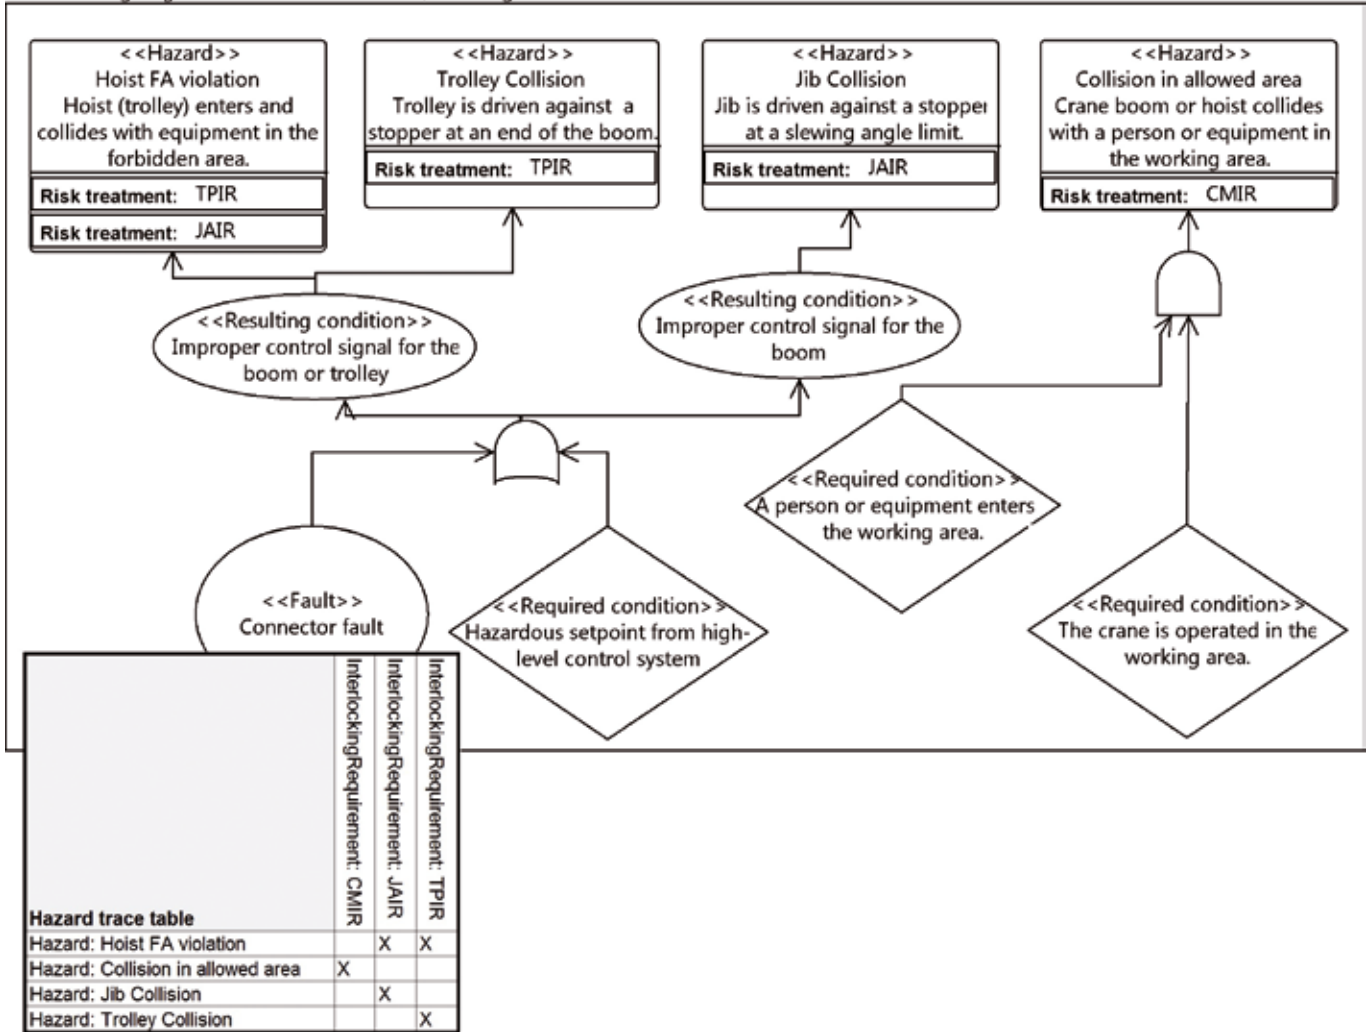 <<Hazard>>
Hoist FA violation
Hoist (trolley) enters and
collides with equipment in the
forbidden area.
Risk treatment: TPIR
Risk treatment: JAIR
<<Hazard>>
Trolley Collision
Trolley is driven against a
stopper at an end of the boom.
Risk treatment: TPIR
<<Hazard>>
Jib Collision
Jib is driven against a stopper
at a slewing angle limit.
Risk treatment: JAIR
<<Hazard>>
Collision in allowed area
Crane boom or hoist collides
with a person or equipment in
the working area.
Risk treatment: CMIR
<<Resulting condition>>
Improper control signal for the
boom or trolley
<<Resulting condition>>
Improper control signal for the
boom
<<Required condition>>
A person or equipment enters
the working area.
<<Fault>>
Connector fault
<<Required condition>>
Hazardous setpoint from high-
level control system
<<Required condition>>
The crane is operated in the
working area.
InterlockingRequirement: CMIR
InterlockingRequirement: JAIR
InterlockingRequirement: TPIR
Hazard trace table
Hazard: Hoist FA violation X X
Hazard: Collision in allowed area X
Hazard: Jib Collision X
Hazard: Trolley Collision X